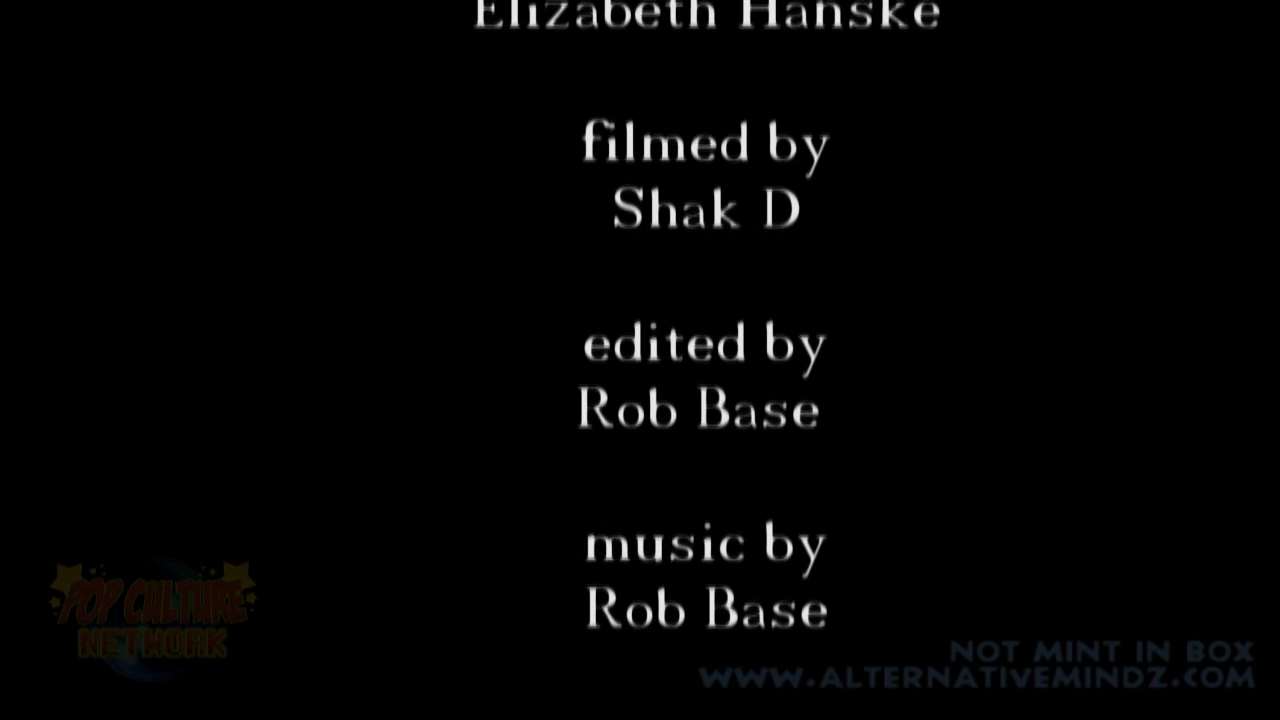 Elizabeth Hanske
filmed by
Shak D
edited by
Rob Base
music by
Rob Base
POP CULTURE
NETWORK
NOT MINT IN BOX
WWW.ALTERNATIVEMINDZ.COM